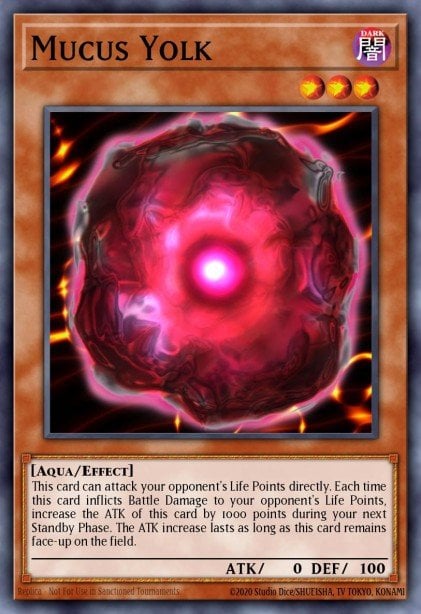 Mucus Yolk
DARK
闇
[Aqua/Effect]
This card can attack your opponent's Life Points directly. Each time
this card inflicts Battle Damage to your opponent's Life Points,
increase the ATK of this card by 1000 points during your next
Standby Phase. The ATK increase lasts as long as this card remains
face-up on the field.
ATK/ 0 DEF/ 100
Replica - Not For Use in Sanctioned Tournaments. ©2020 Studio Dice/SHUEISHA, TV TOKYO, KONAMI